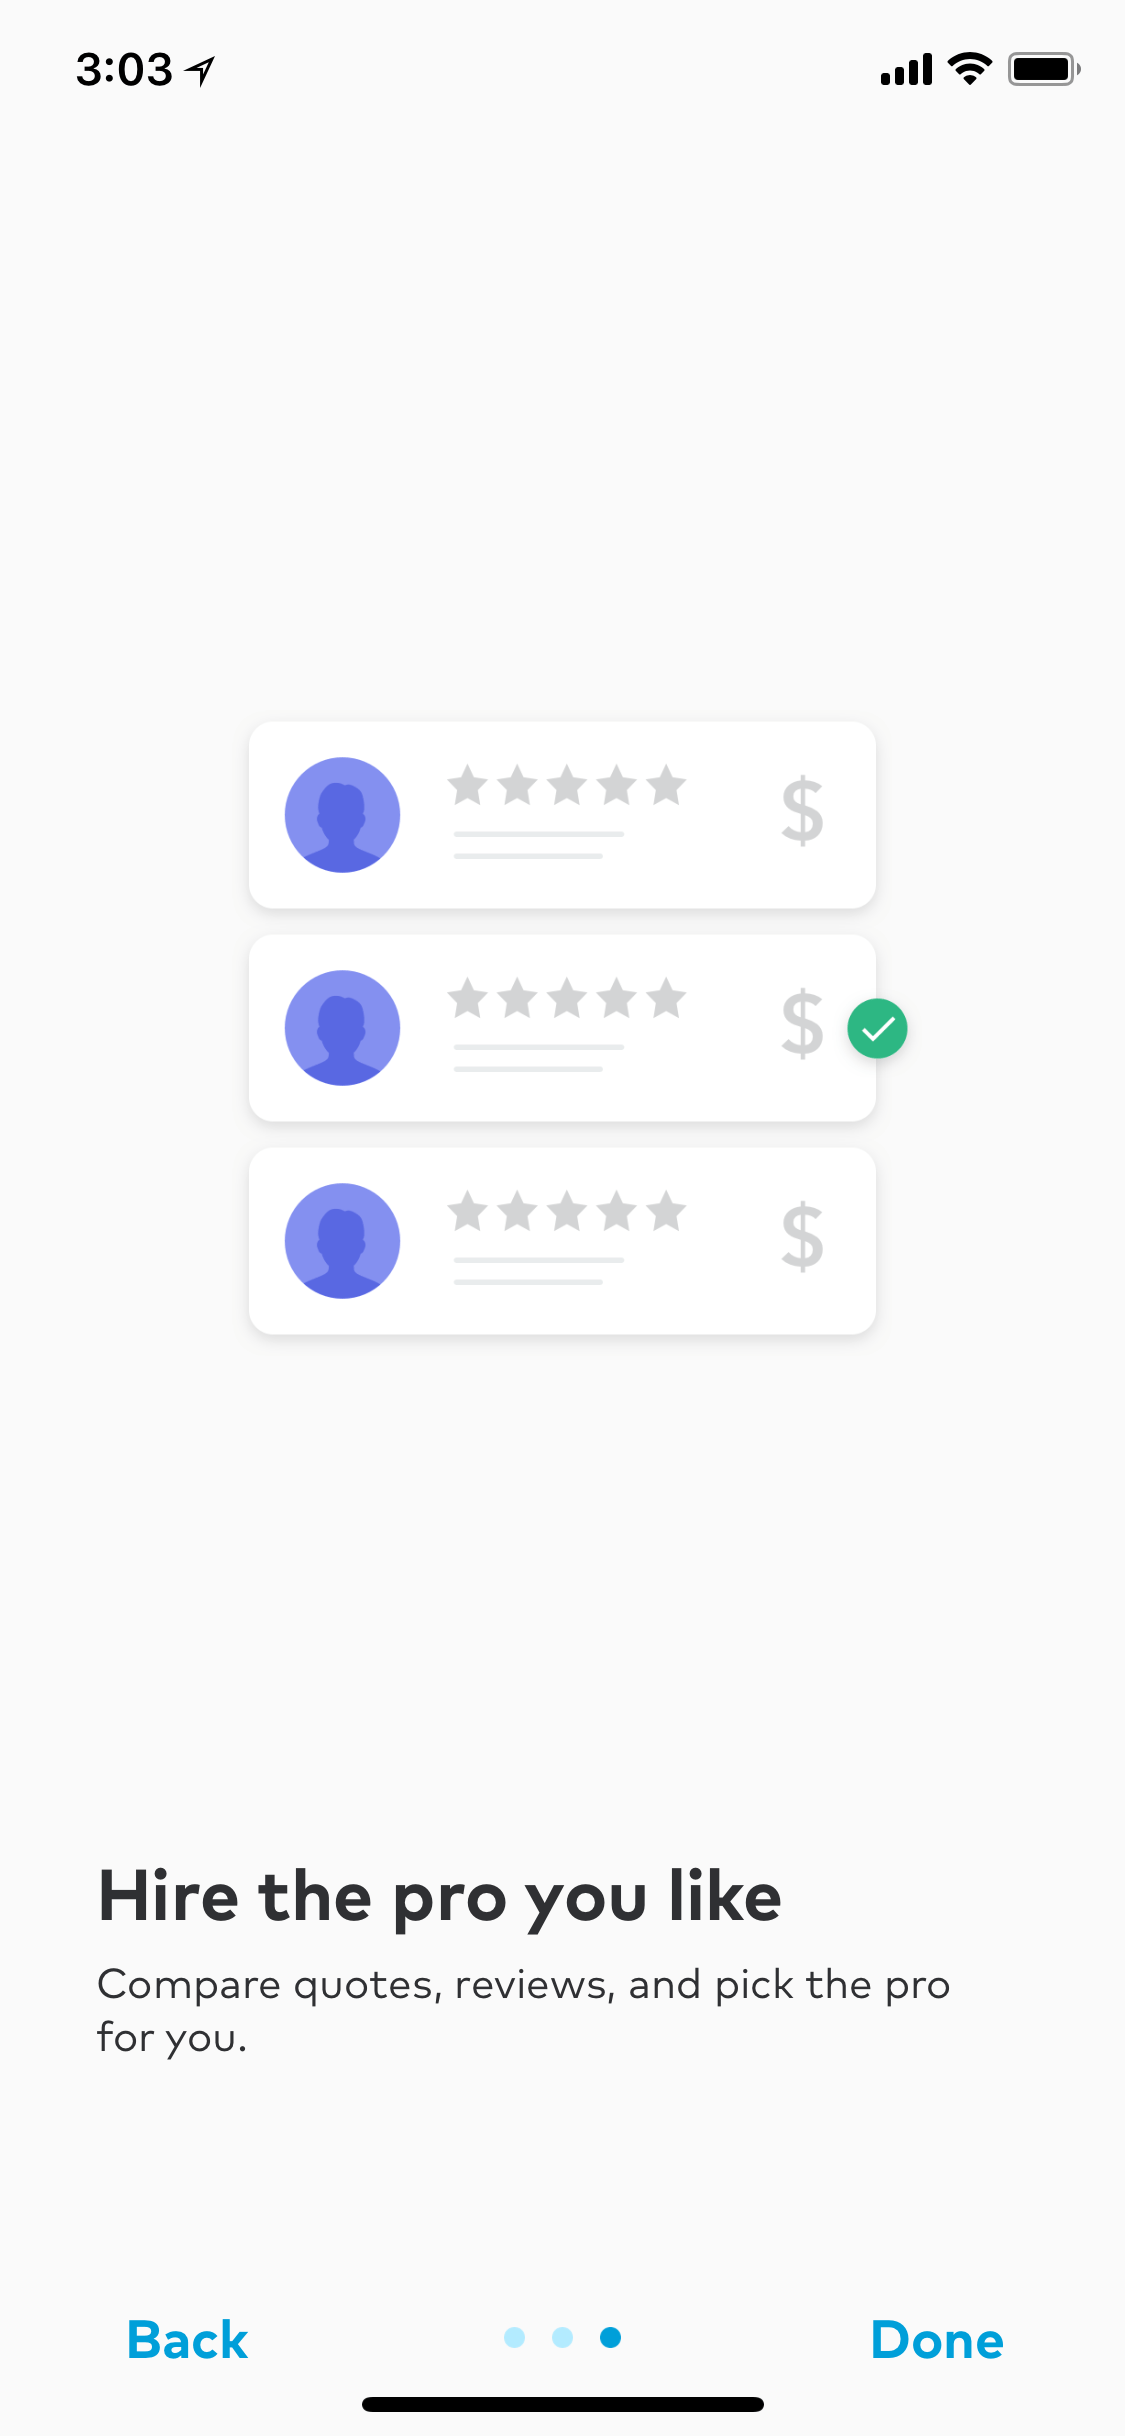 3:03
$
$
$
Hire the pro you like
Compare quotes, reviews, and pick the pro
for you.
Back
Done